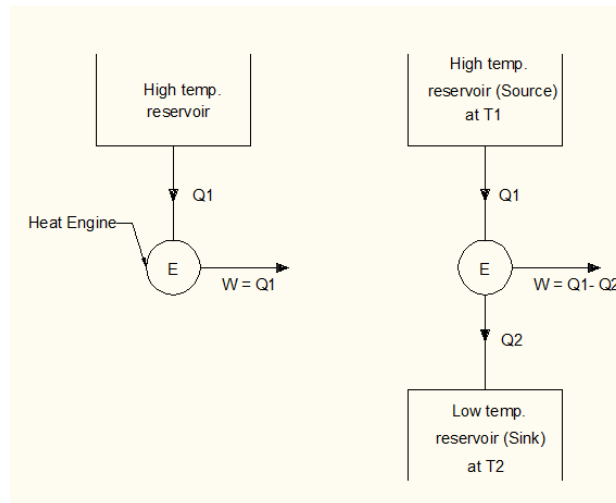 High temp.
reservoir
Q1
Heat Engine
E
W = Q1
High temp.
reservoir (Source)
at T1
Q1
E
W = Q1- Q2
Q2
Low temp.
reservoir (Sink)
at T2